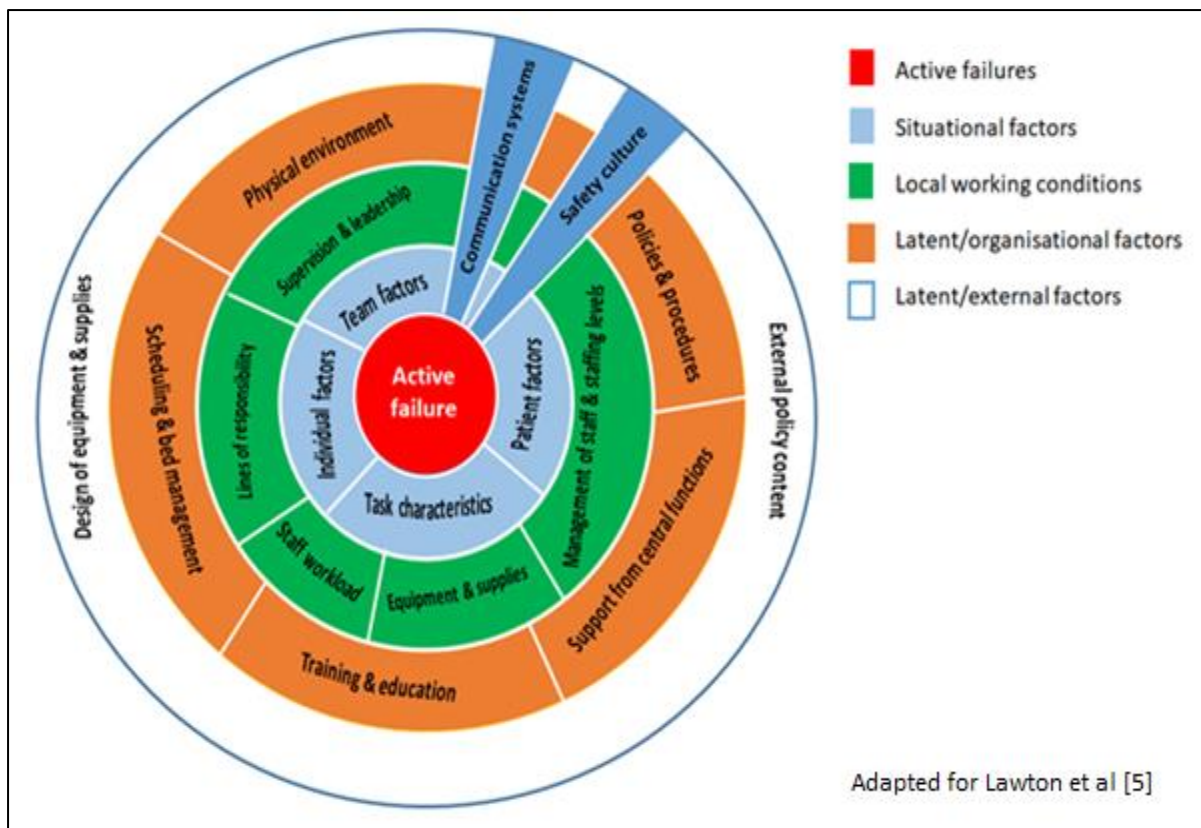 Communication systems
Safety culture
Physical environment
Supervision & leadership
Team factors
Policies & procedures
Management of staff & staffing levels
Patient factors
Active
failure
Individual factors
Lines of responsibility
Scheduling & bed management
Design of equipment & supplies
External policy content
Task characteristics
Staff workload
Equipment & supplies
Support from central functions
Training & education
Active failures
Situational factors
Local working conditions
Latent/organisational factors
Latent/external factors
Adapted for Lawton et al [5]